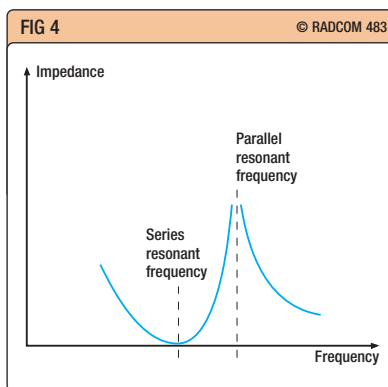 FIG 4
© RADCOM 483
Impedance
Parallel
resonant
frequency
Series
resonant
frequency
Frequency